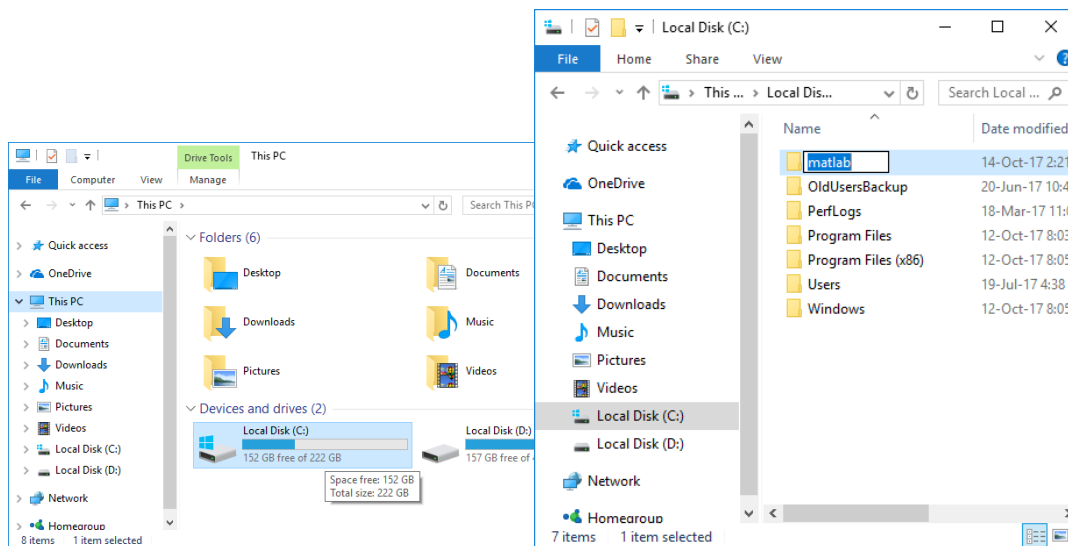 Drive Tools This PC
File Computer View Manage
This PC Search This PC
Quick access
OneDrive
This PC
Desktop
Documents
Downloads
Music
Pictures
Videos
Local Disk (C:)
Local Disk (D:)
Network
Homegroup
8 items 1 item selected
Folders (6)
Desktop Documents
Downloads Music
Pictures Videos
Devices and drives (2)
Local Disk (C:) Local Disk (D:)
152 GB free of 222 GB 157 GB free of
Space free: 152 GB
Total size: 222 GB
Local Disk (C:)
File Home Share View
This ... Local Dis... Search Local ...
Quick access
OneDrive
This PC
Desktop
Documents
Downloads
Music
Pictures
Videos
Local Disk (C:)
Local Disk (D:)
Network
Homegroup
7 items 1 item selected
Name Date modified
matlab 14-Oct-17 2:21
OldUsersBackup 20-Jun-17 10:4
PerfLogs 18-Mar-17 11:0
Program Files 12-Oct-17 8:03
Program Files (x86) 12-Oct-17 8:05
Users 19-Jul-17 4:38
Windows 12-Oct-17 8:05